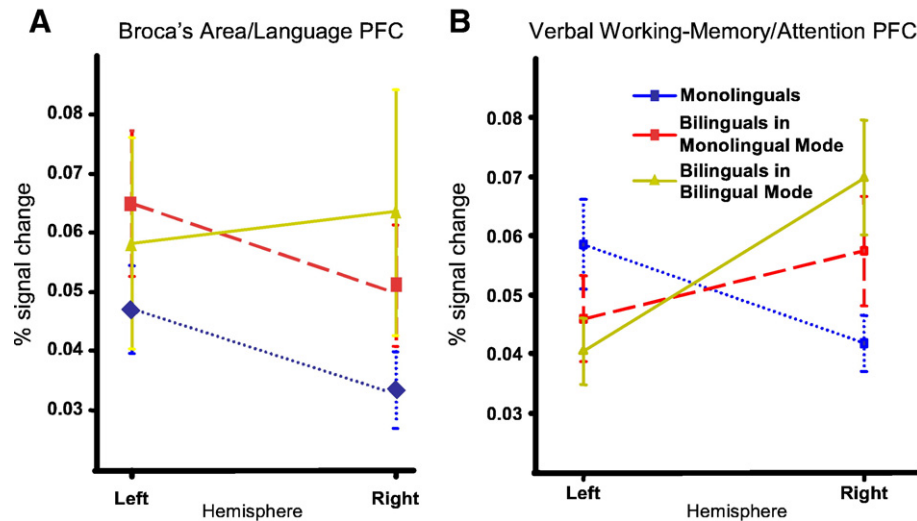 A
Broca's Area/Language PFC
% signal change
0.08
0.07
0.06
0.05
0.04
0.03
Left
Right
Hemisphere
B
Verbal Working-Memory/Attention PFC
% signal change
0.08
0.07
0.06
0.05
0.04
0.03
Monolinguals
Bilinguals in
Monolingual Mode
Bilinguals in
Bilingual Mode
Left
Right
Hemisphere